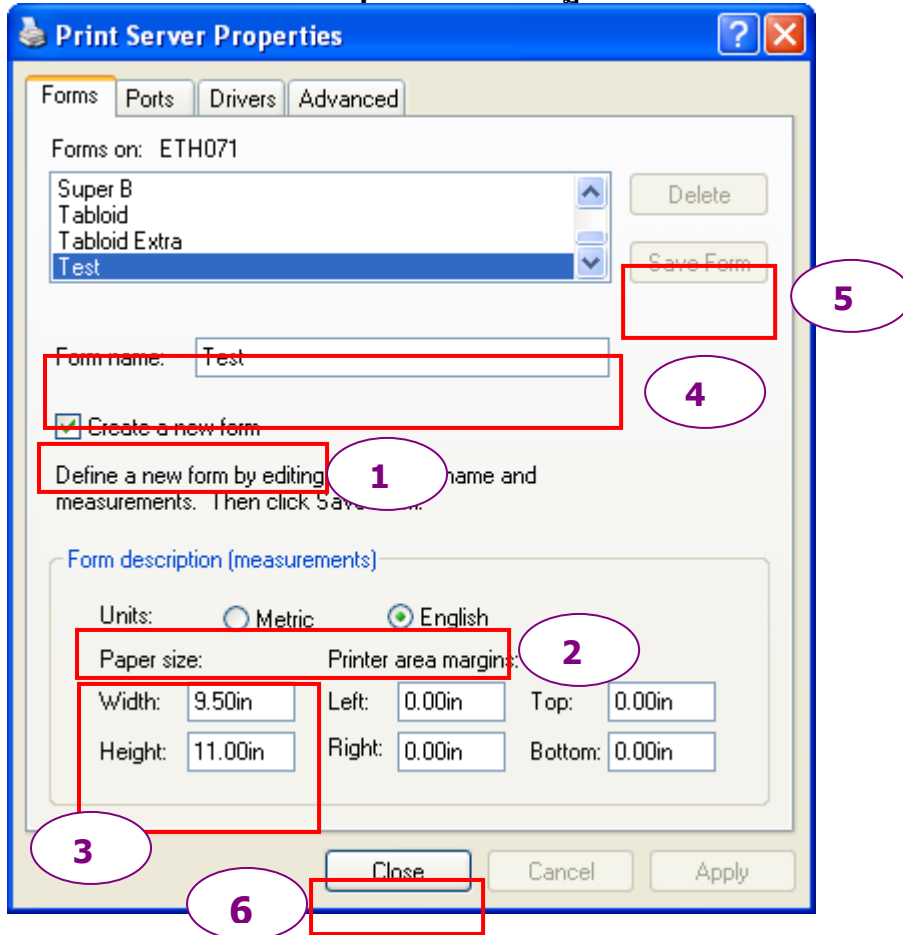 Print Server Properties
Forms Ports Drivers Advanced
Forms on: ETH071
Super B
Tabloid
Tabloid Extra
Test
Delete
Save Form
5
Form name: Test
4
Create a new form
1
Define a new form by editing name and
measurements. Then click
Form description (measurements)
Units: Metric English
2
Paper size: Printer area margins:
Width: 9.50in Left: 0.00in Top: 0.00in
Height: 11.00in Right: 0.00in Bottom: 0.00in
3
Close Cancel Apply
6